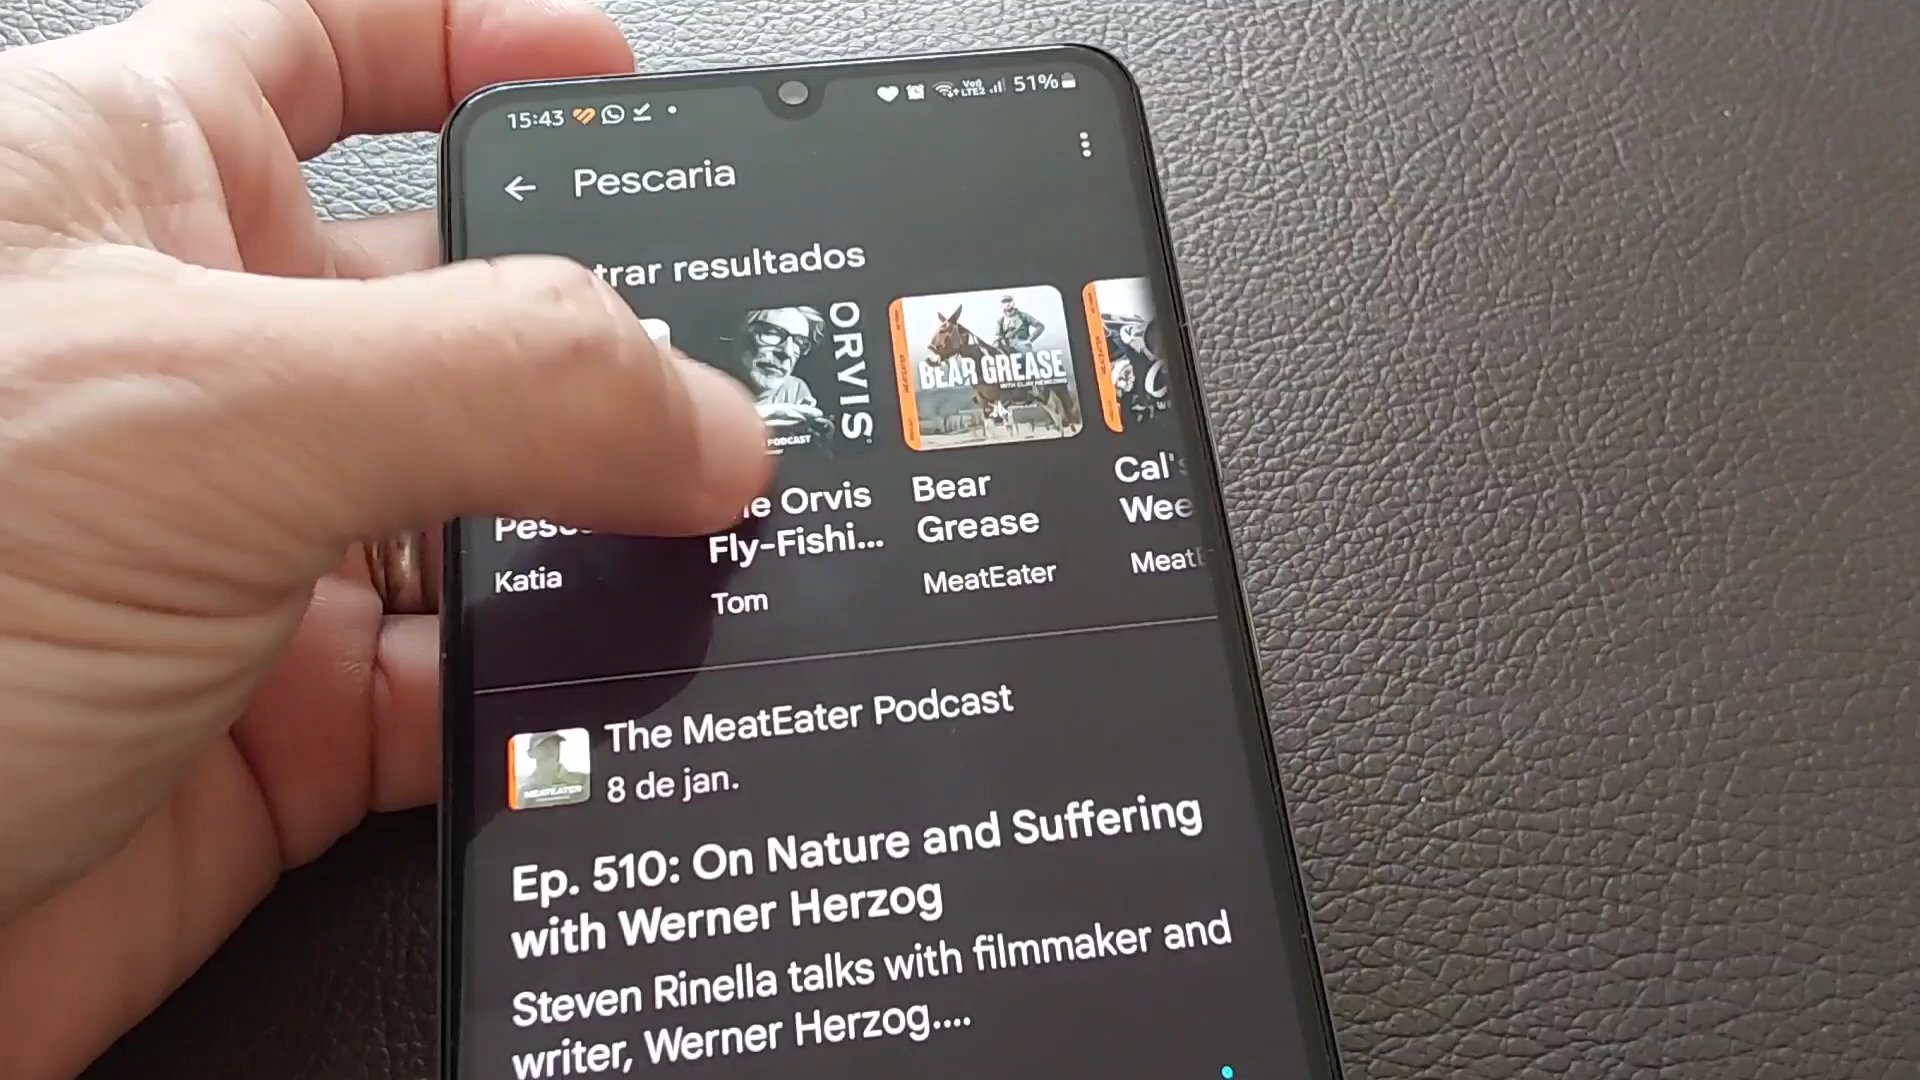 15:43
51%
Pescaria
trar resultados
ORVIS
PODCAST
BEAR GREASE
Orvis
Fly-Fishi...
Tom
Katia
Bear
Grease
MeatEater
Cal's
Wee
MeatE
The MeatEater Podcast
8 de jan.
MEATEATER
Ep. 510: On Nature and Suffering
with Werner Herzog
Steven Rinella talks with filmmaker and
writer, Werner Herzog....